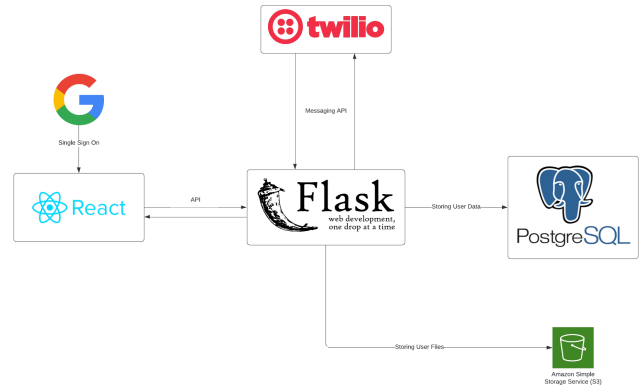 twilio
Messaging API
Single Sign On
React
API
Flask
web development,
one drop at a time
Storing User Data
PostgreSQL
Storing User Files
Amazon Simple
Storage Service (S3)